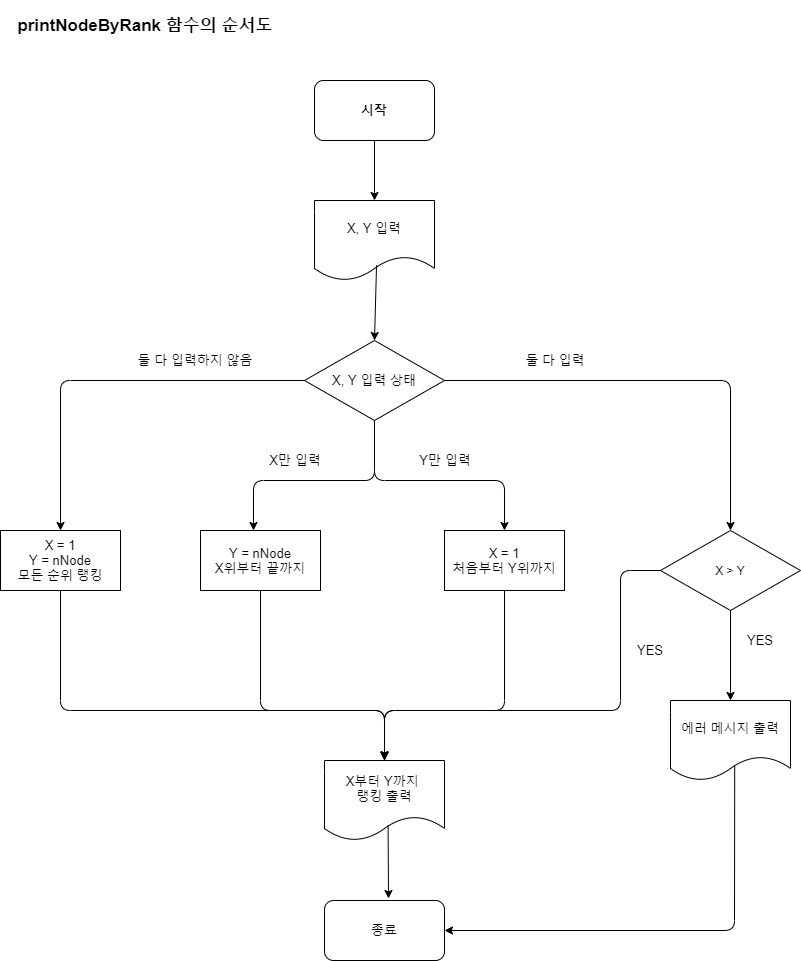 printNodeByRank 함수의 순서도
시작
X, Y 입력
둘 다 입력하지 않음
X, Y 입력 상태
둘 다 입력
X만 입력
Y만 입력
X = 1
Y = nNode
모든 순위 랭킹
Y = nNode
X위부터 끝까지
X = 1
처음부터 Y위까지
X > Y
YES
YES
에러 메시지 출력
X부터 Y까지
랭킹 출력
종료